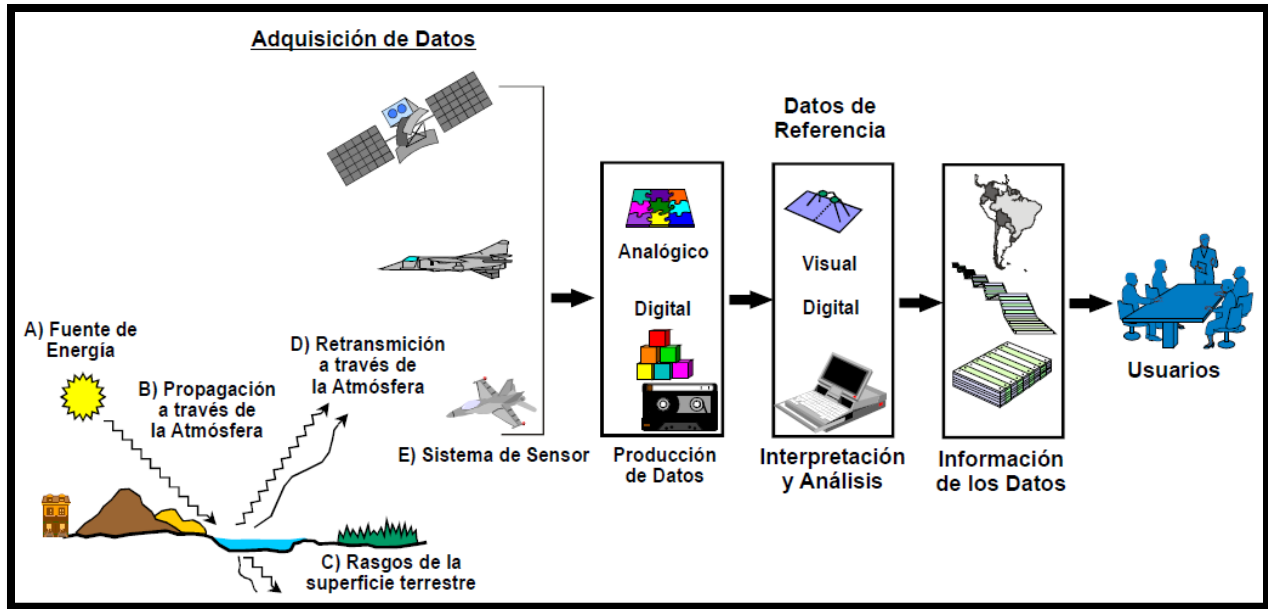 Adquisición de Datos
A) Fuente de
Energía
B) Propagación
a través de
la Atmósfera
D) Retransmición
a través de
la Atmósfera
C) Rasgos de la
superficie terrestre
E) Sistema de Sensor
Analógico
Digital
Producción
de Datos
Datos de
Referencia
Visual
Digital
Interpretación
y Análisis
Información
de los Datos
Usuarios